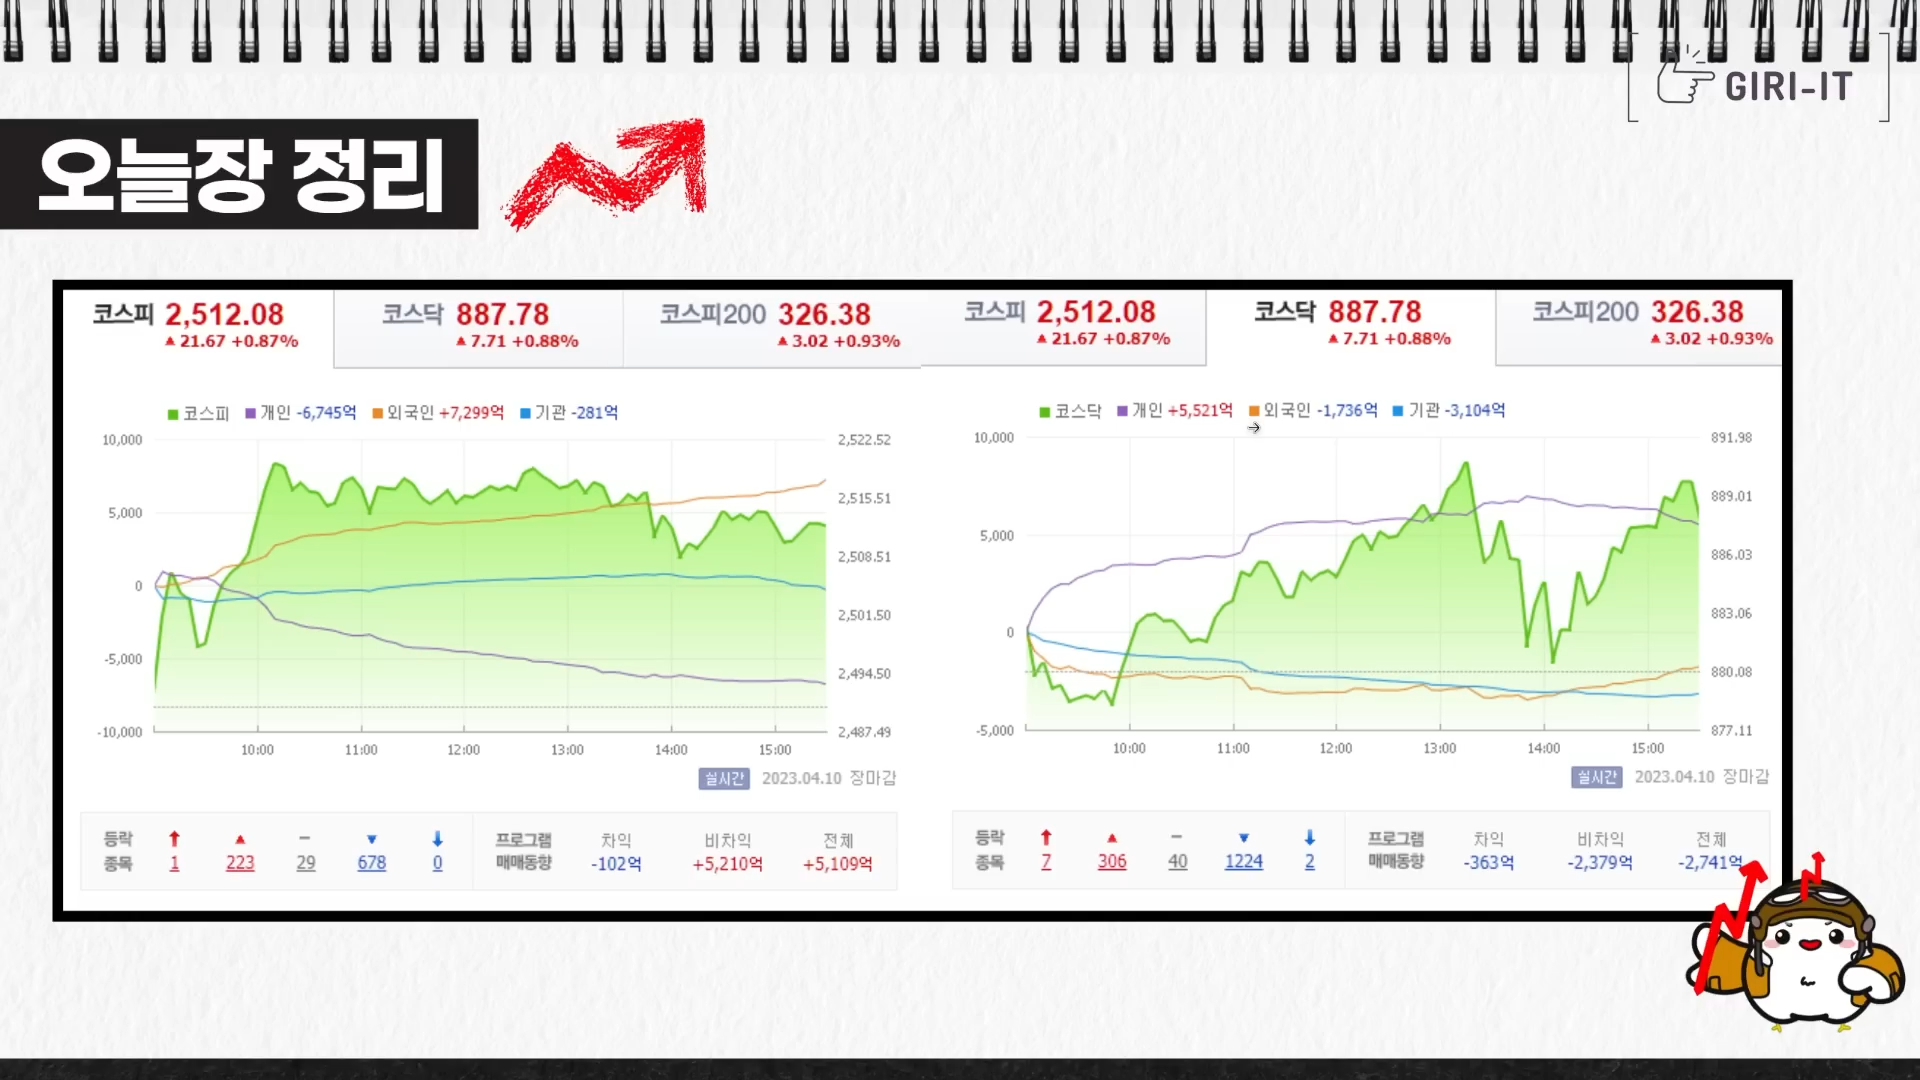 GIRI-IT
오늘장 정리
코스피 2,512.08
▲ 21.67 +0.87%
코스닥 887.78
▲ 7.71 +0.88%
코스피200 326.38
▲ 3.02 +0.93%
■ 코스피 ■ 개인 -6,745억 ■ 외국인 +7,299억 ■ 기관 -281억
10,000
5,000
0
-5,000
-10,000
2,522.52
2,515.51
2,508.51
2,501.50
2,494.50
2,487.49
10:00 11:00 12:00 13:00 14:00 15:00
실시간 2023.04.10 장마감
등락 ↑ ▲ - ▼ ↓
종목 1 223 29 678 0
프로그램 차익 비차익 전체
매매동향 -102억 +5,210억 +5,109억
코스피 2,512.08
▲ 21.67 +0.87%
코스닥 887.78
▲ 7.71 +0.88%
코스피200 326.38
▲ 3.02 +0.93%
■ 코스닥 ■ 개인 +5,521억 ■ 외국인 -1,736억 ■ 기관 -3,104억
10,000
5,000
0
-5,000
891.98
889.01
886.03
883.06
880.08
877.11
10:00 11:00 12:00 13:00 14:00 15:00
실시간 2023.04.10 장마감
등락 ↑ ▲ - ▼ ↓
종목 7 306 40 1224 2
프로그램 차익 비차익 전체
매매동향 -363억 -2,379억 -2,741억